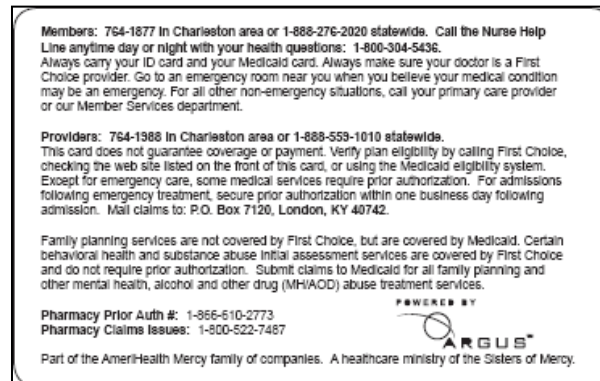 Members: 764-1877 in Charleston area or 1-888-276-2020 statewide. Call the Nurse Help
Line anytime day or night with your health questions: 1-800-304-5436.
Always carry your ID card and your Medicaid card. Always make sure your doctor is a First
Choice provider. Go to an emergency room near you when you believe your medical condition
may be an emergency. For all other non-emergency situations, call your primary care provider
or our Member Services department.
Providers: 764-1988 in Charleston area or 1-888-559-1010 statewide.
This card does not guarantee coverage or payment. Verify plan eligibility by calling First Choice,
checking the web site listed on the front of this card, or using the Medicaid eligibility system.
Except for emergency care, some medical services require prior authorization. For admissions
following emergency treatment, secure prior authorization within one business day following
admission. Mail claims to: P.O. Box 7120, London, KY 40742.
Family planning services are not covered by First Choice, but are covered by Medicaid. Certain
behavioral health and substance abuse initial assessment services are covered by First Choice
and do not require prior authorization. Submit claims to Medicaid for all family planning and
other mental health, alcohol and other drug (MH/AOD) abuse treatment services.
POWERED BY
Pharmacy Prior Auth #: 1-866-610-2773
Pharmacy Claims Issues: 1-800-522-7487
ARGUS™
Part of the AmeriHealth Mercy family of companies. A healthcare ministry of the Sisters of Mercy.